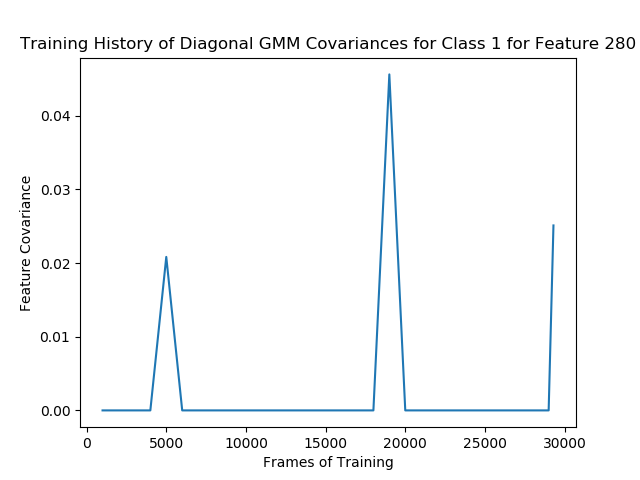 Training History of Diagonal GMM Covariances for Class 1 for Feature 280
0.04
0.03
0.02
0.01
0.00
Feature Covariance
0 5000 10000 15000 20000 25000 30000
Frames of Training